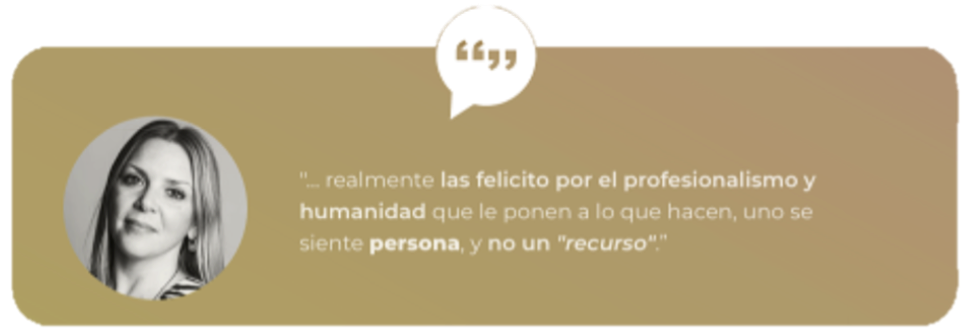 "... realmente las felicito por el profesionalismo y
humanidad que le ponen a lo que hacen, uno se
siente persona, y no un "recurso"."